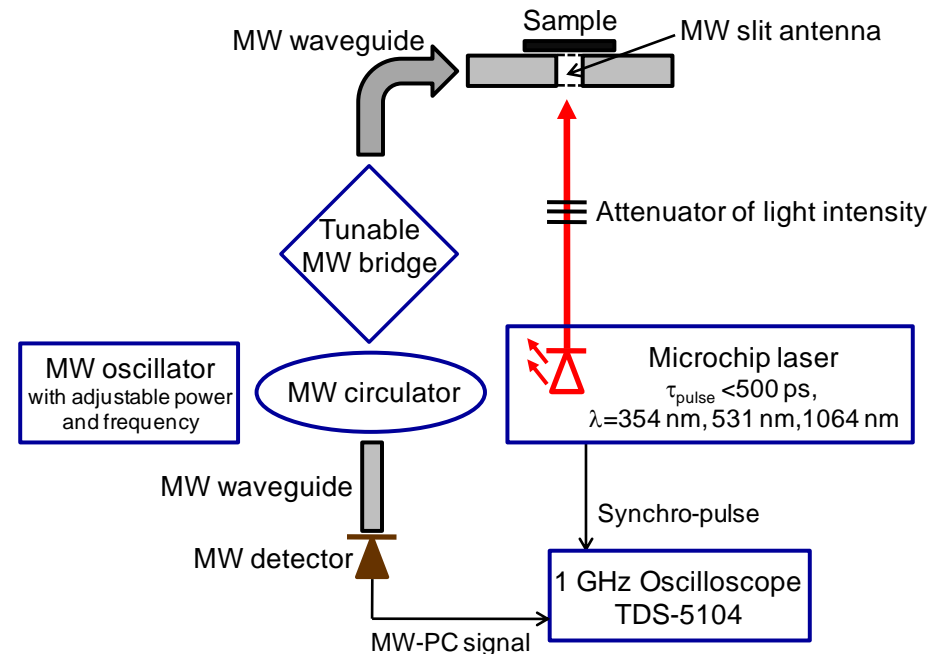 Sample
MW waveguide
MW slit antenna
Attenuator of light intensity
Tunable
MW bridge
MW oscillator
with adjustable power
and frequency
MW circulator
Microchip laser
τpulse <500 ps,
λ=354 nm, 531 nm,1064 nm
MW waveguide
Synchro-pulse
MW detector
1 GHz Oscilloscope
TDS-5104
MW-PC signal